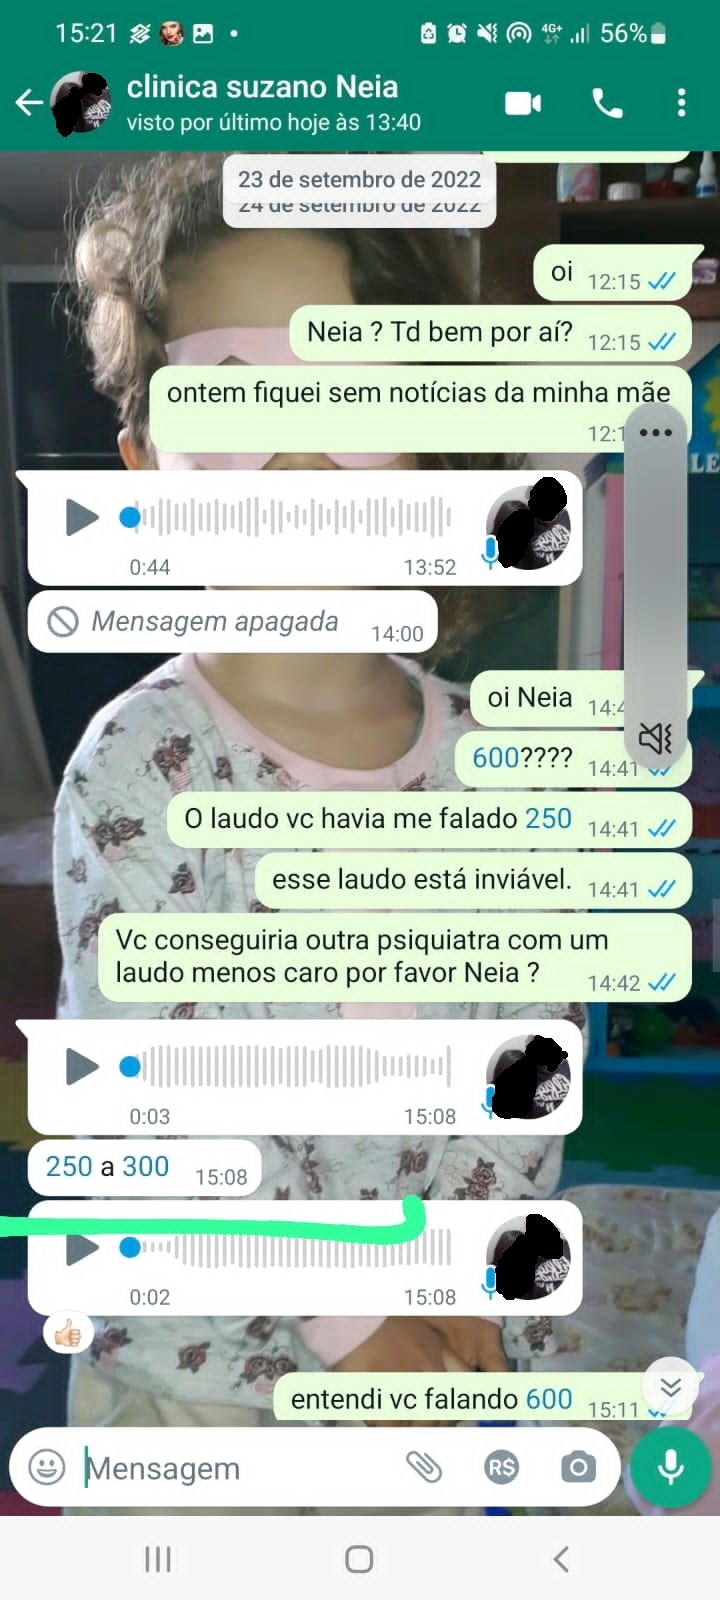 15:21
4G+
56%
clinica suzano Neia
visto por último hoje às 13:40
23 de setembro de 2022
24 de setembro de 2022
oi 12:15
Neia ? Td bem por aí? 12:15
ontem fiquei sem notícias da minha mãe
0:44 13:52
Mensagem apagada 14:00
oi Neia
600???? 14:41
O laudo vc havia me falado 250 14:41
esse laudo está inviável. 14:41
Vc conseguiria outra psiquiatra com um
laudo menos caro por favor Neia ? 14:42
0:03 15:08
250 a 300 15:08
0:02 15:08
entendi vc falando 600 15:11
Mensagem
R$